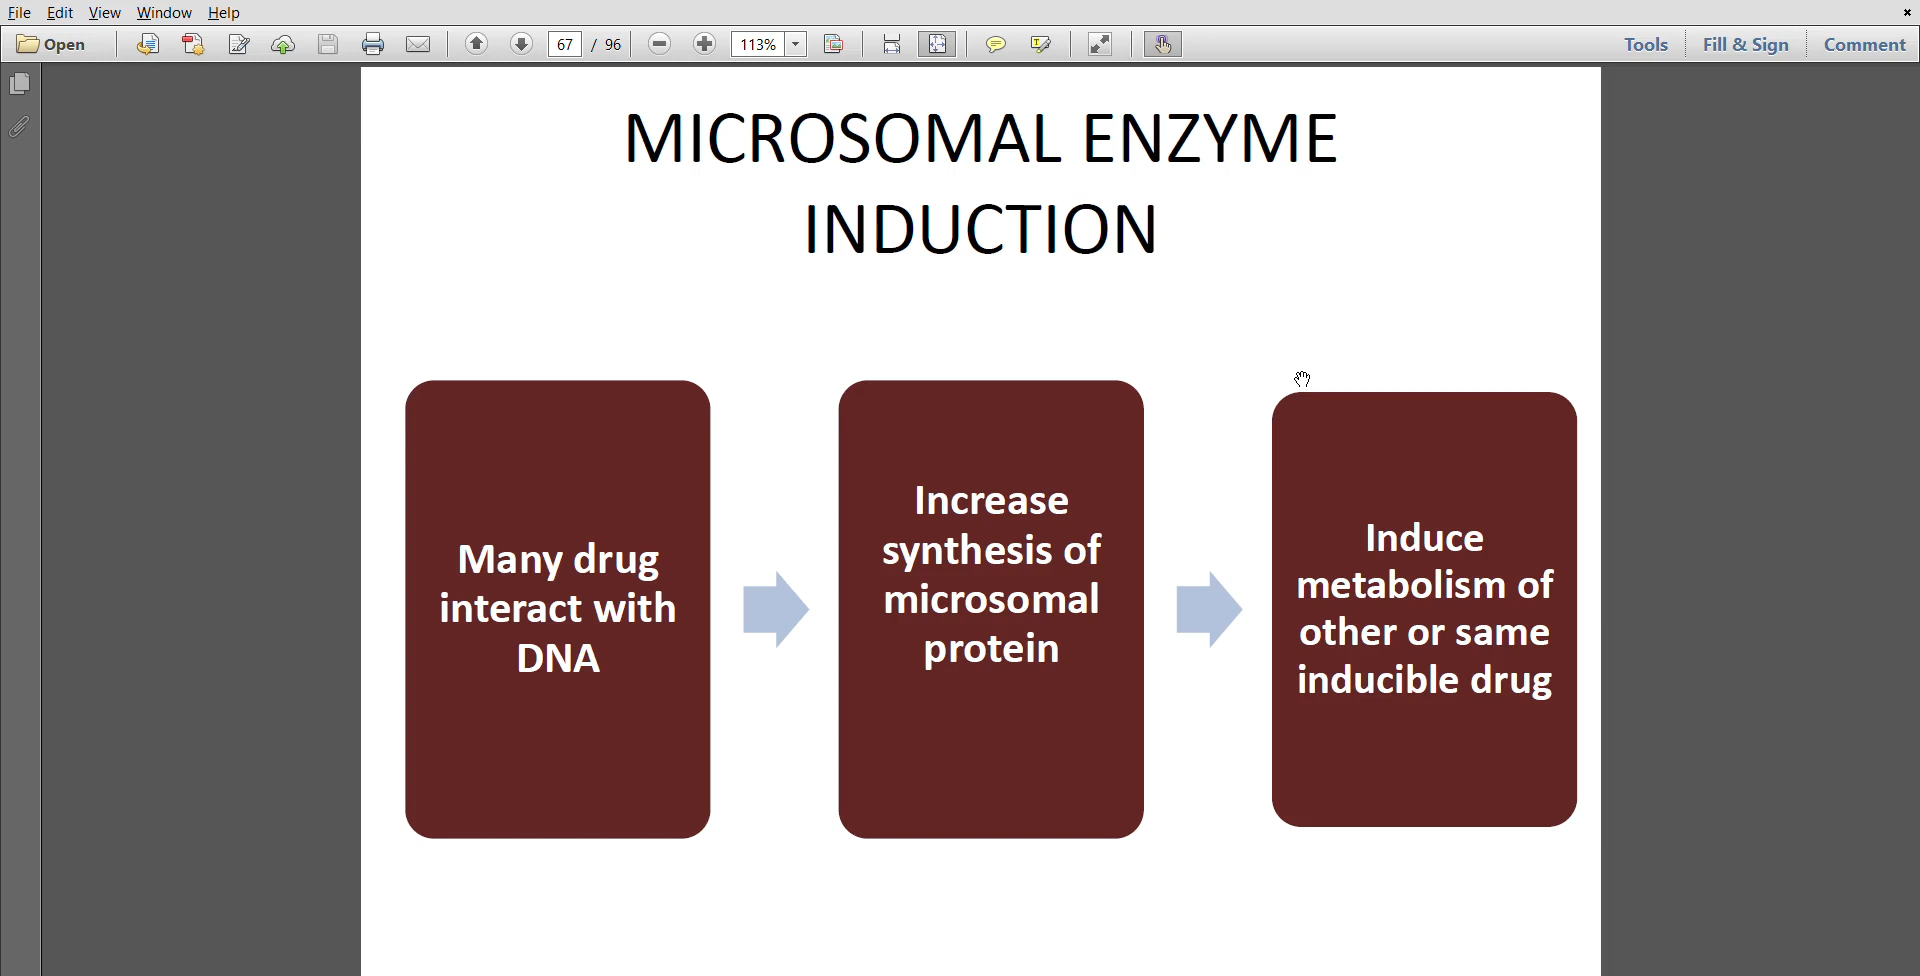 File Edit View Window Help
Open 67 / 96 113% Tools Fill & Sign Comment
MICROSOMAL ENZYME
INDUCTION
Many drug
interact with
DNA
Increase
synthesis of
microsomal
protein
Induce
metabolism of
other or same
inducible drug